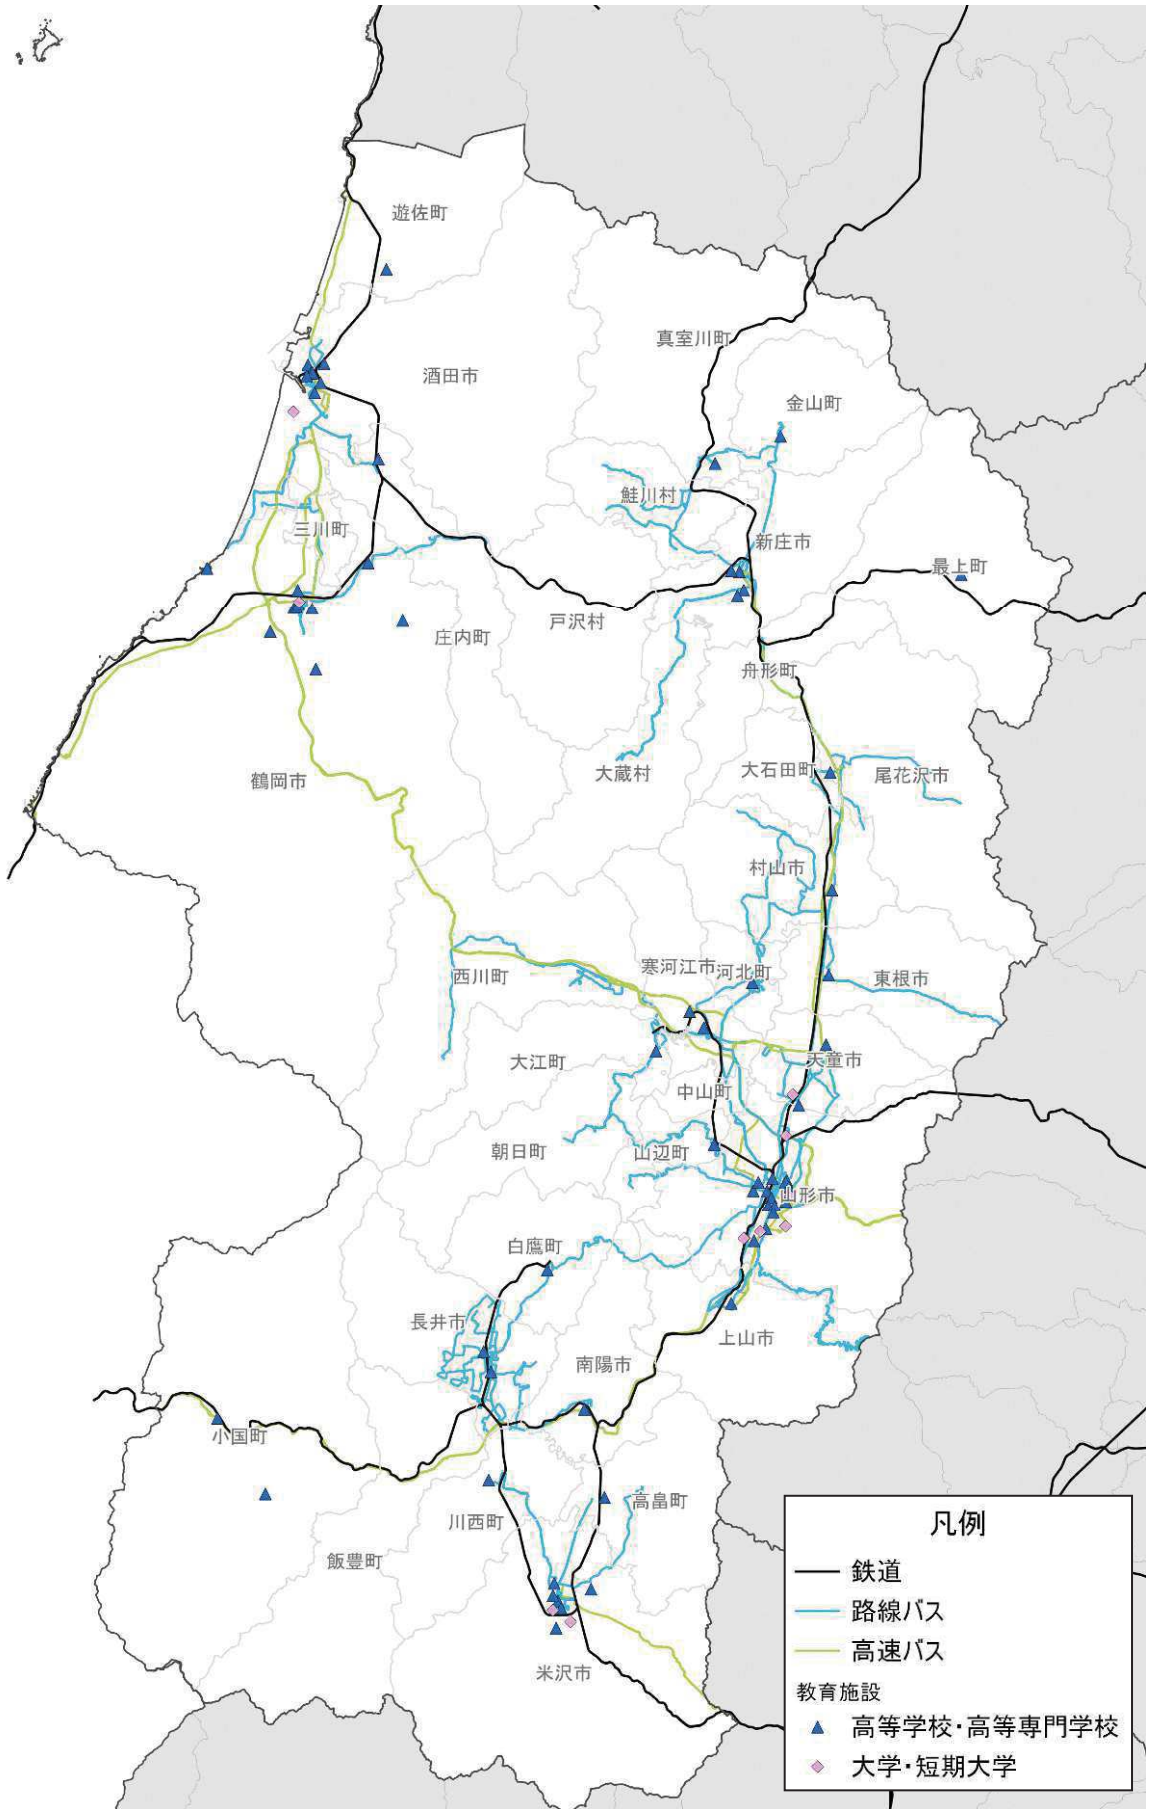 遊佐町
真室川町
酒田市
金山町
鮭川村
三川町
新庄市
最上町
戸沢村
庄内町
舟形町
大蔵村
大石田町
尾花沢市
鶴岡市
村山市
寒河江市
河北町
西川町
東根市
大江町
天童市
中山町
朝日町
山辺町
山形市
白鷹町
長井市
上山市
南陽市
小国町
高畠町
川西町
飯豊町
米沢市
凡例
鉄道
路線バス
高速バス
教育施設
高等学校・高等専門学校
大学・短期大学